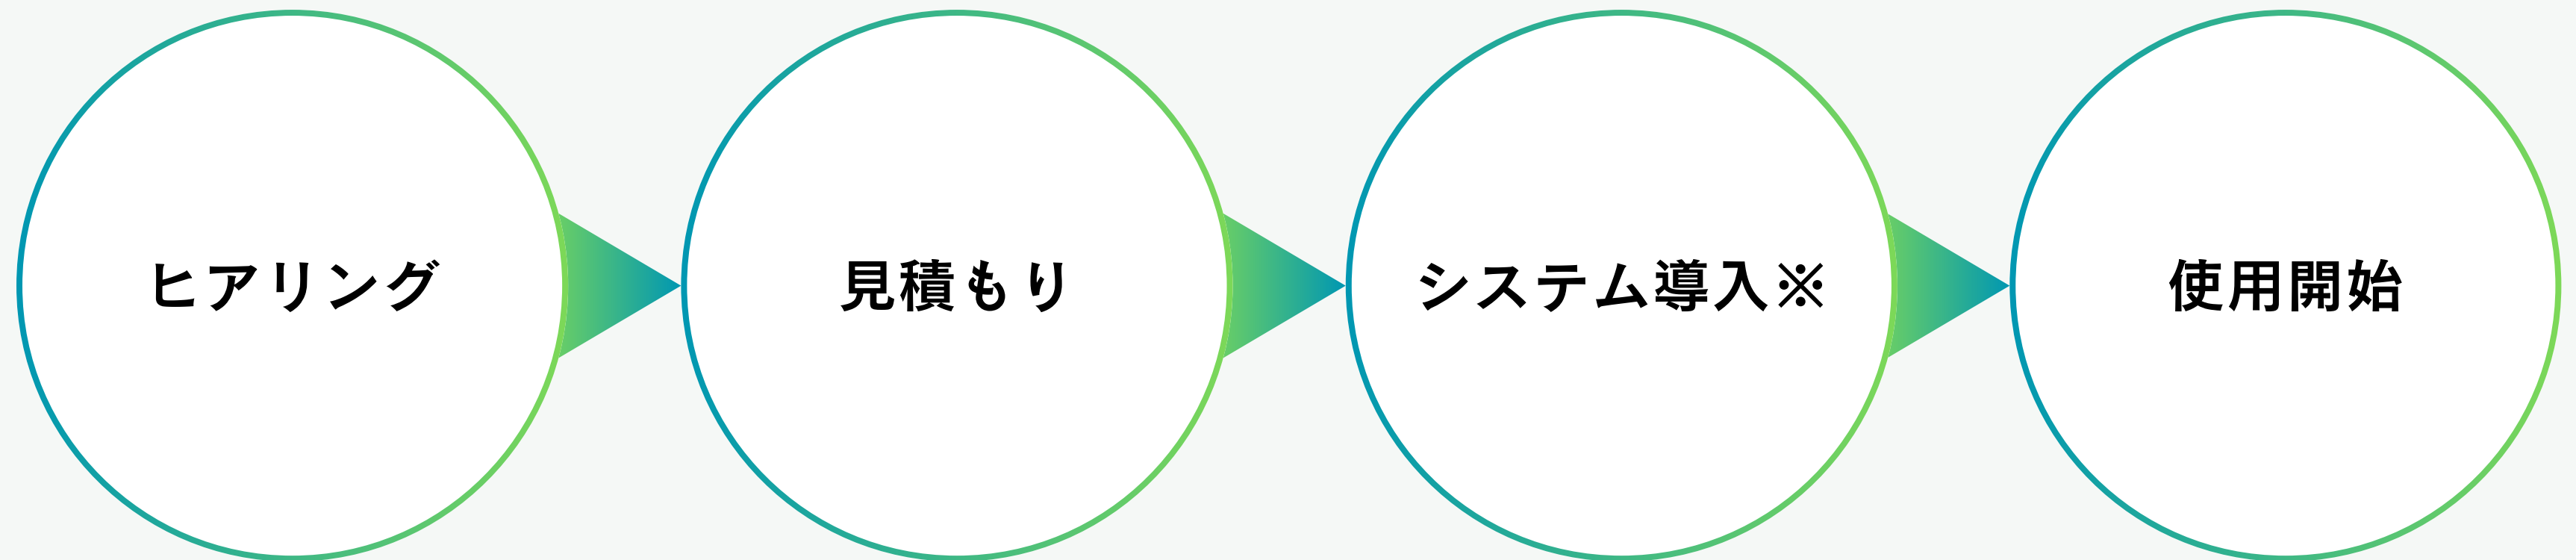 ヒアリング
見積もり
システム導入※
使用開始